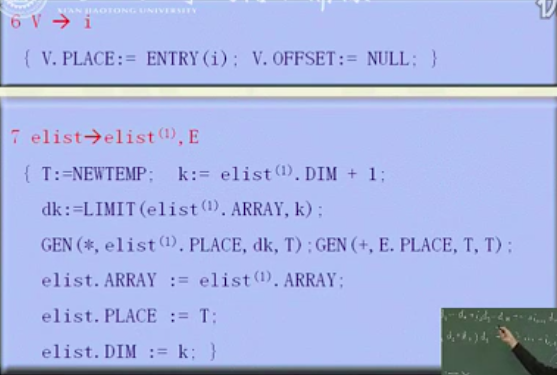 XIAN JIAOTONG UNIVERSITY
6 V → i
{ V.PLACE:= ENTRY(i); V.OFFSET:= NULL; }
7 elist→elist⁽¹⁾,E
{ T:=NEWTEMP; k:= elist⁽¹⁾.DIM + 1;
dk:=LIMIT(elist⁽¹⁾.ARRAY,k);
GEN(*,elist⁽¹⁾.PLACE,dk,T);GEN(+,E.PLACE,T,T);
elist.ARRAY := elist⁽¹⁾.ARRAY;
elist.PLACE := T;
elist.DIM := k; }